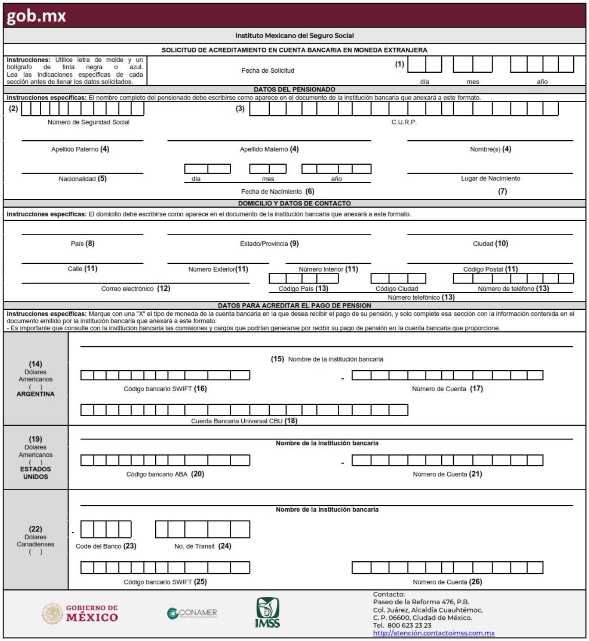 gob.mx
Instituto Mexicano del Seguro Social
SOLICITUD DE ACREDITAMIENTO EN CUENTA BANCARIA EN MONEDA EXTRANJERA
Instrucciones: Utilice letra de molde y un
bolígrafo de tinta negra o azul.
Lea las indicaciones específicas de cada
sección antes de llenar los datos solicitados.
Fecha de Solicitud
(1)
día mes año
DATOS DEL PENSIONADO
Instrucciones específicas: El nombre completo del pensionado debe escribirse como aparece en el documento de la institución bancaria que anexará a este formato.
(2) (3)
Número de Seguridad Social C.U.R.P.
Apellido Paterno (4) Apellido Materno (4) Nombre(s) (4)
Nacionalidad (5) día mes año Lugar de Nacimiento
Fecha de Nacimiento (6) (7)
DOMICILIO Y DATOS DE CONTACTO
Instrucciones específicas: El domicilio debe escribirse como aparece en el documento de la institución bancaria que anexará a este formato.
País (8) Estado/Provincia (9) Ciudad (10)
Calle (11) Número Exterior(11) Número Interior (11) Código Postal (11)
Correo electrónico (12) Código País (13) Código Ciudad Número de teléfono (13)
Número telefónico (13)
DATOS PARA ACREDITAR EL PAGO DE PENSION
Instrucciones específicas: Marque con una "X" el tipo de moneda de la cuenta bancaria en la que desea recibir el pago de su pensión, y solo complete esa sección con la información contenida en el
documento emitido por la institución bancaria que anexará a este formato.
- Es importante que consulte con la institución bancaria las comisiones y cargos que podrían generarse por recibir su pago de pensión en la cuenta bancaria que proporcione.
(14)
Dólares
Americanos
( )
ARGENTINA
(15) Nombre de la institución bancaria
-
Código bancario SWIFT (16) Número de Cuenta (17)
Cuenta Bancaria Universal CBU (18)
(19)
Dólares
Americanos
( )
ESTADOS
UNIDOS
Nombre de la institución bancaria
-
Código bancario ABA (20) Número de Cuenta (21)
(22)
Dólares
Canadienses
( )
Nombre de la institución bancaria
-
Code del Banco (23) No. de Transit (24)
Código bancario SWIFT (25) Número de Cuenta (26)
GOBIERNO DE
MÉXICO
CONAMER
IMSS
Contacto:
Paseo de la Reforma 476, P.B.
Col. Juárez, Alcaldía Cuauhtémoc,
C. P. 06600, Ciudad de México.
Tel. 800 623 23 23
http://atención.contactoimss.com.mx